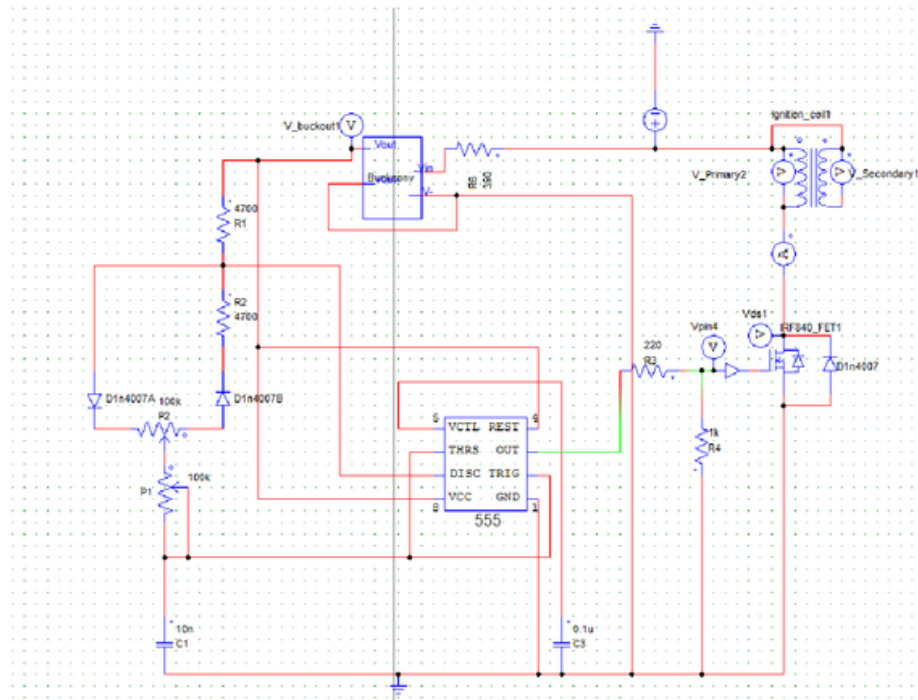 Ignition_coil1
V_buckout1
Vout
Vin
Buckconv
V-
R6
390
V_Primary2
V_Secondary1
A
4700
R1
R2
4700
Vds1
IRF840_FET1
Vpin4
220
R3
D1n4007
D1n4007A
100k
R2
D1n4007B
1k
R4
5
VCTL
REST
4
THRS
OUT
DISC
TRIG
VCC
GND
8
1
555
P1
100k
10n
C1
0.1u
C3